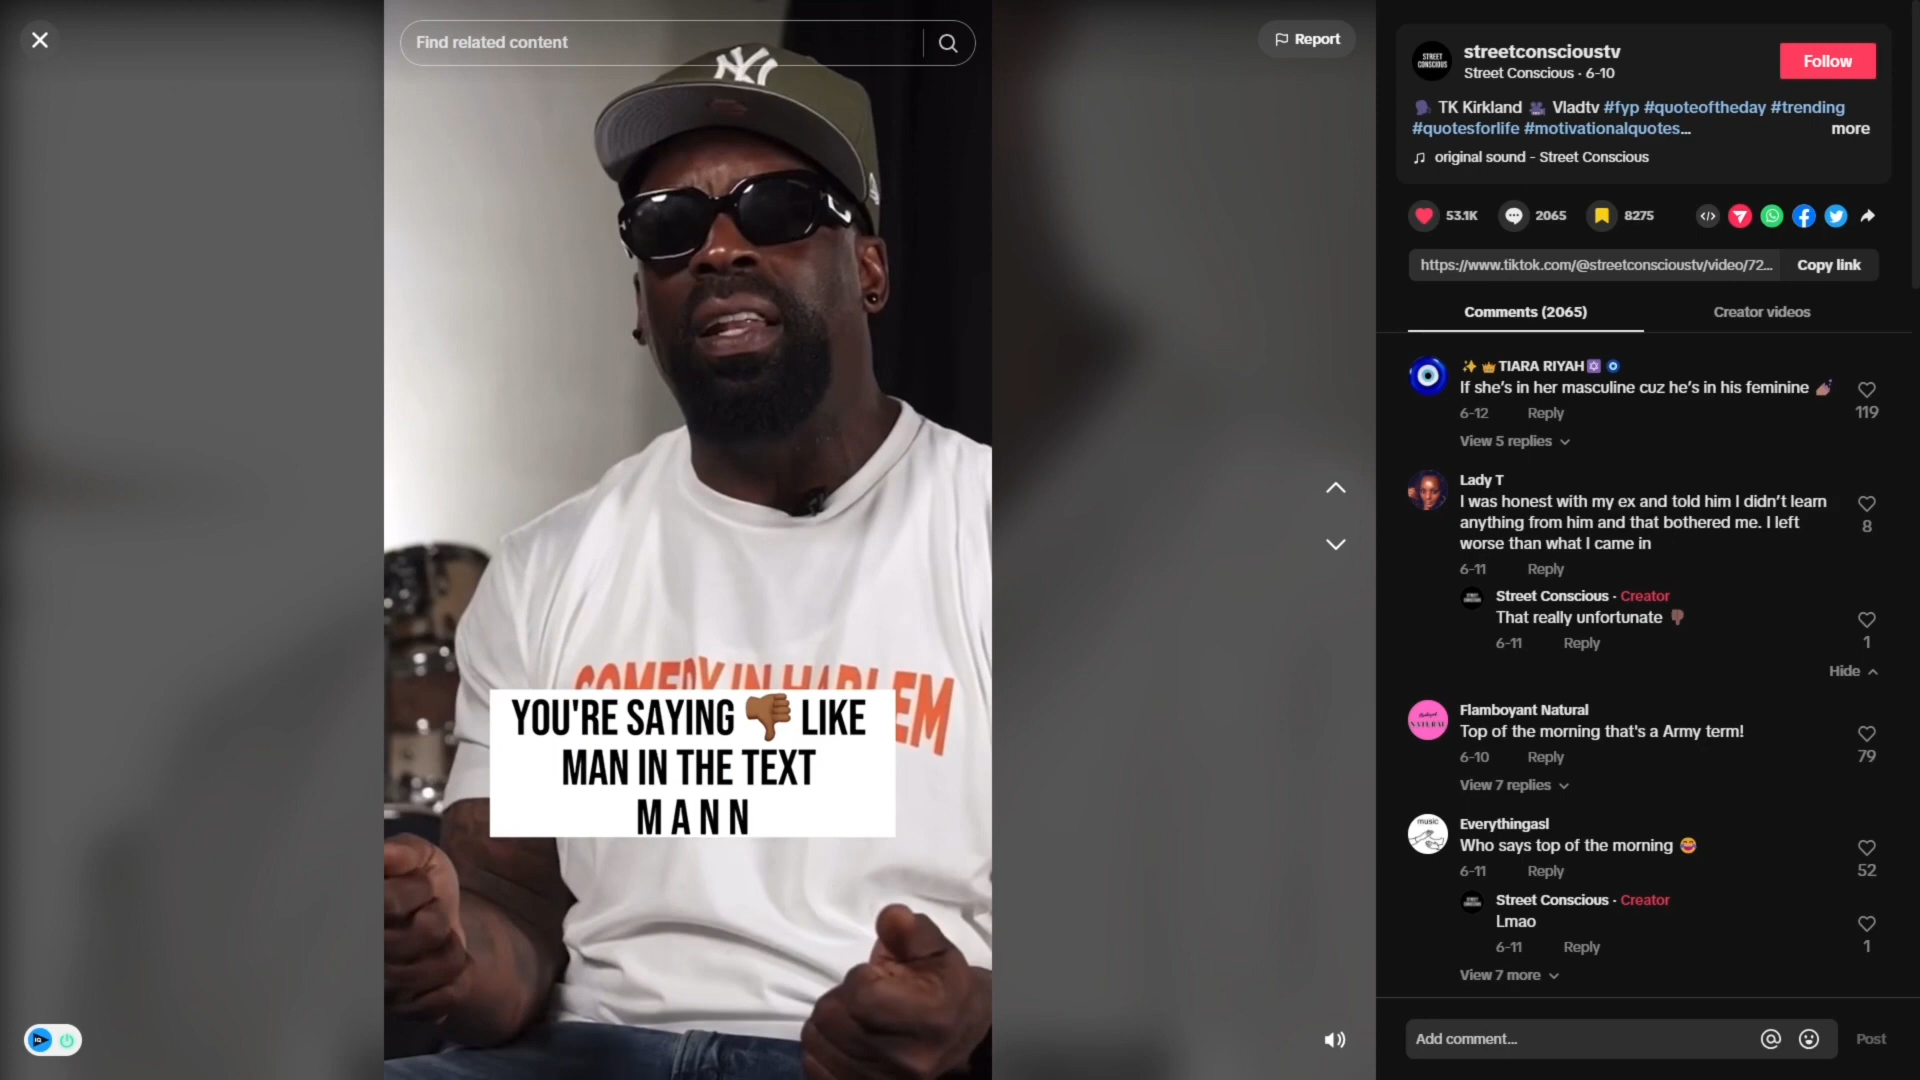 Find related content
Report
NY
COMEDY IN HARLEM
YOU'RE SAYING 👎🏾 LIKE
MAN IN THE TEXT
M A N N
STREET
CONSCIOUS
streetconscioustv
Street Conscious · 6-10
Follow
🗣 TK Kirkland 🎥 Vladtv #fyp #quoteoftheday #trending
#quotesforlife #motivationalquotes...
more
♫ original sound - Street Conscious
53.1K
2065
8275
https://www.tiktok.com/@streetconscioustv/video/72...
Copy link
Comments (2065)
Creator videos
✨👑TIARA RIYAH🔯🧿
If she’s in her masculine cuz he’s in his feminine 💅🏽
119
6-12 Reply
View 5 replies
Lady T
I was honest with my ex and told him I didn’t learn
anything from him and that bothered me. I left
worse than what I came in
8
6-11 Reply
Street Conscious · Creator
That really unfortunate 👎🏾
1
6-11 Reply
Hide
Flamboyant Natural
Top of the morning that's a Army term!
79
6-10 Reply
View 7 replies
music
Everythingasl
Who says top of the morning 😂
52
6-11 Reply
Street Conscious · Creator
Lmao
1
6-11 Reply
View 7 more
Add comment...
Post